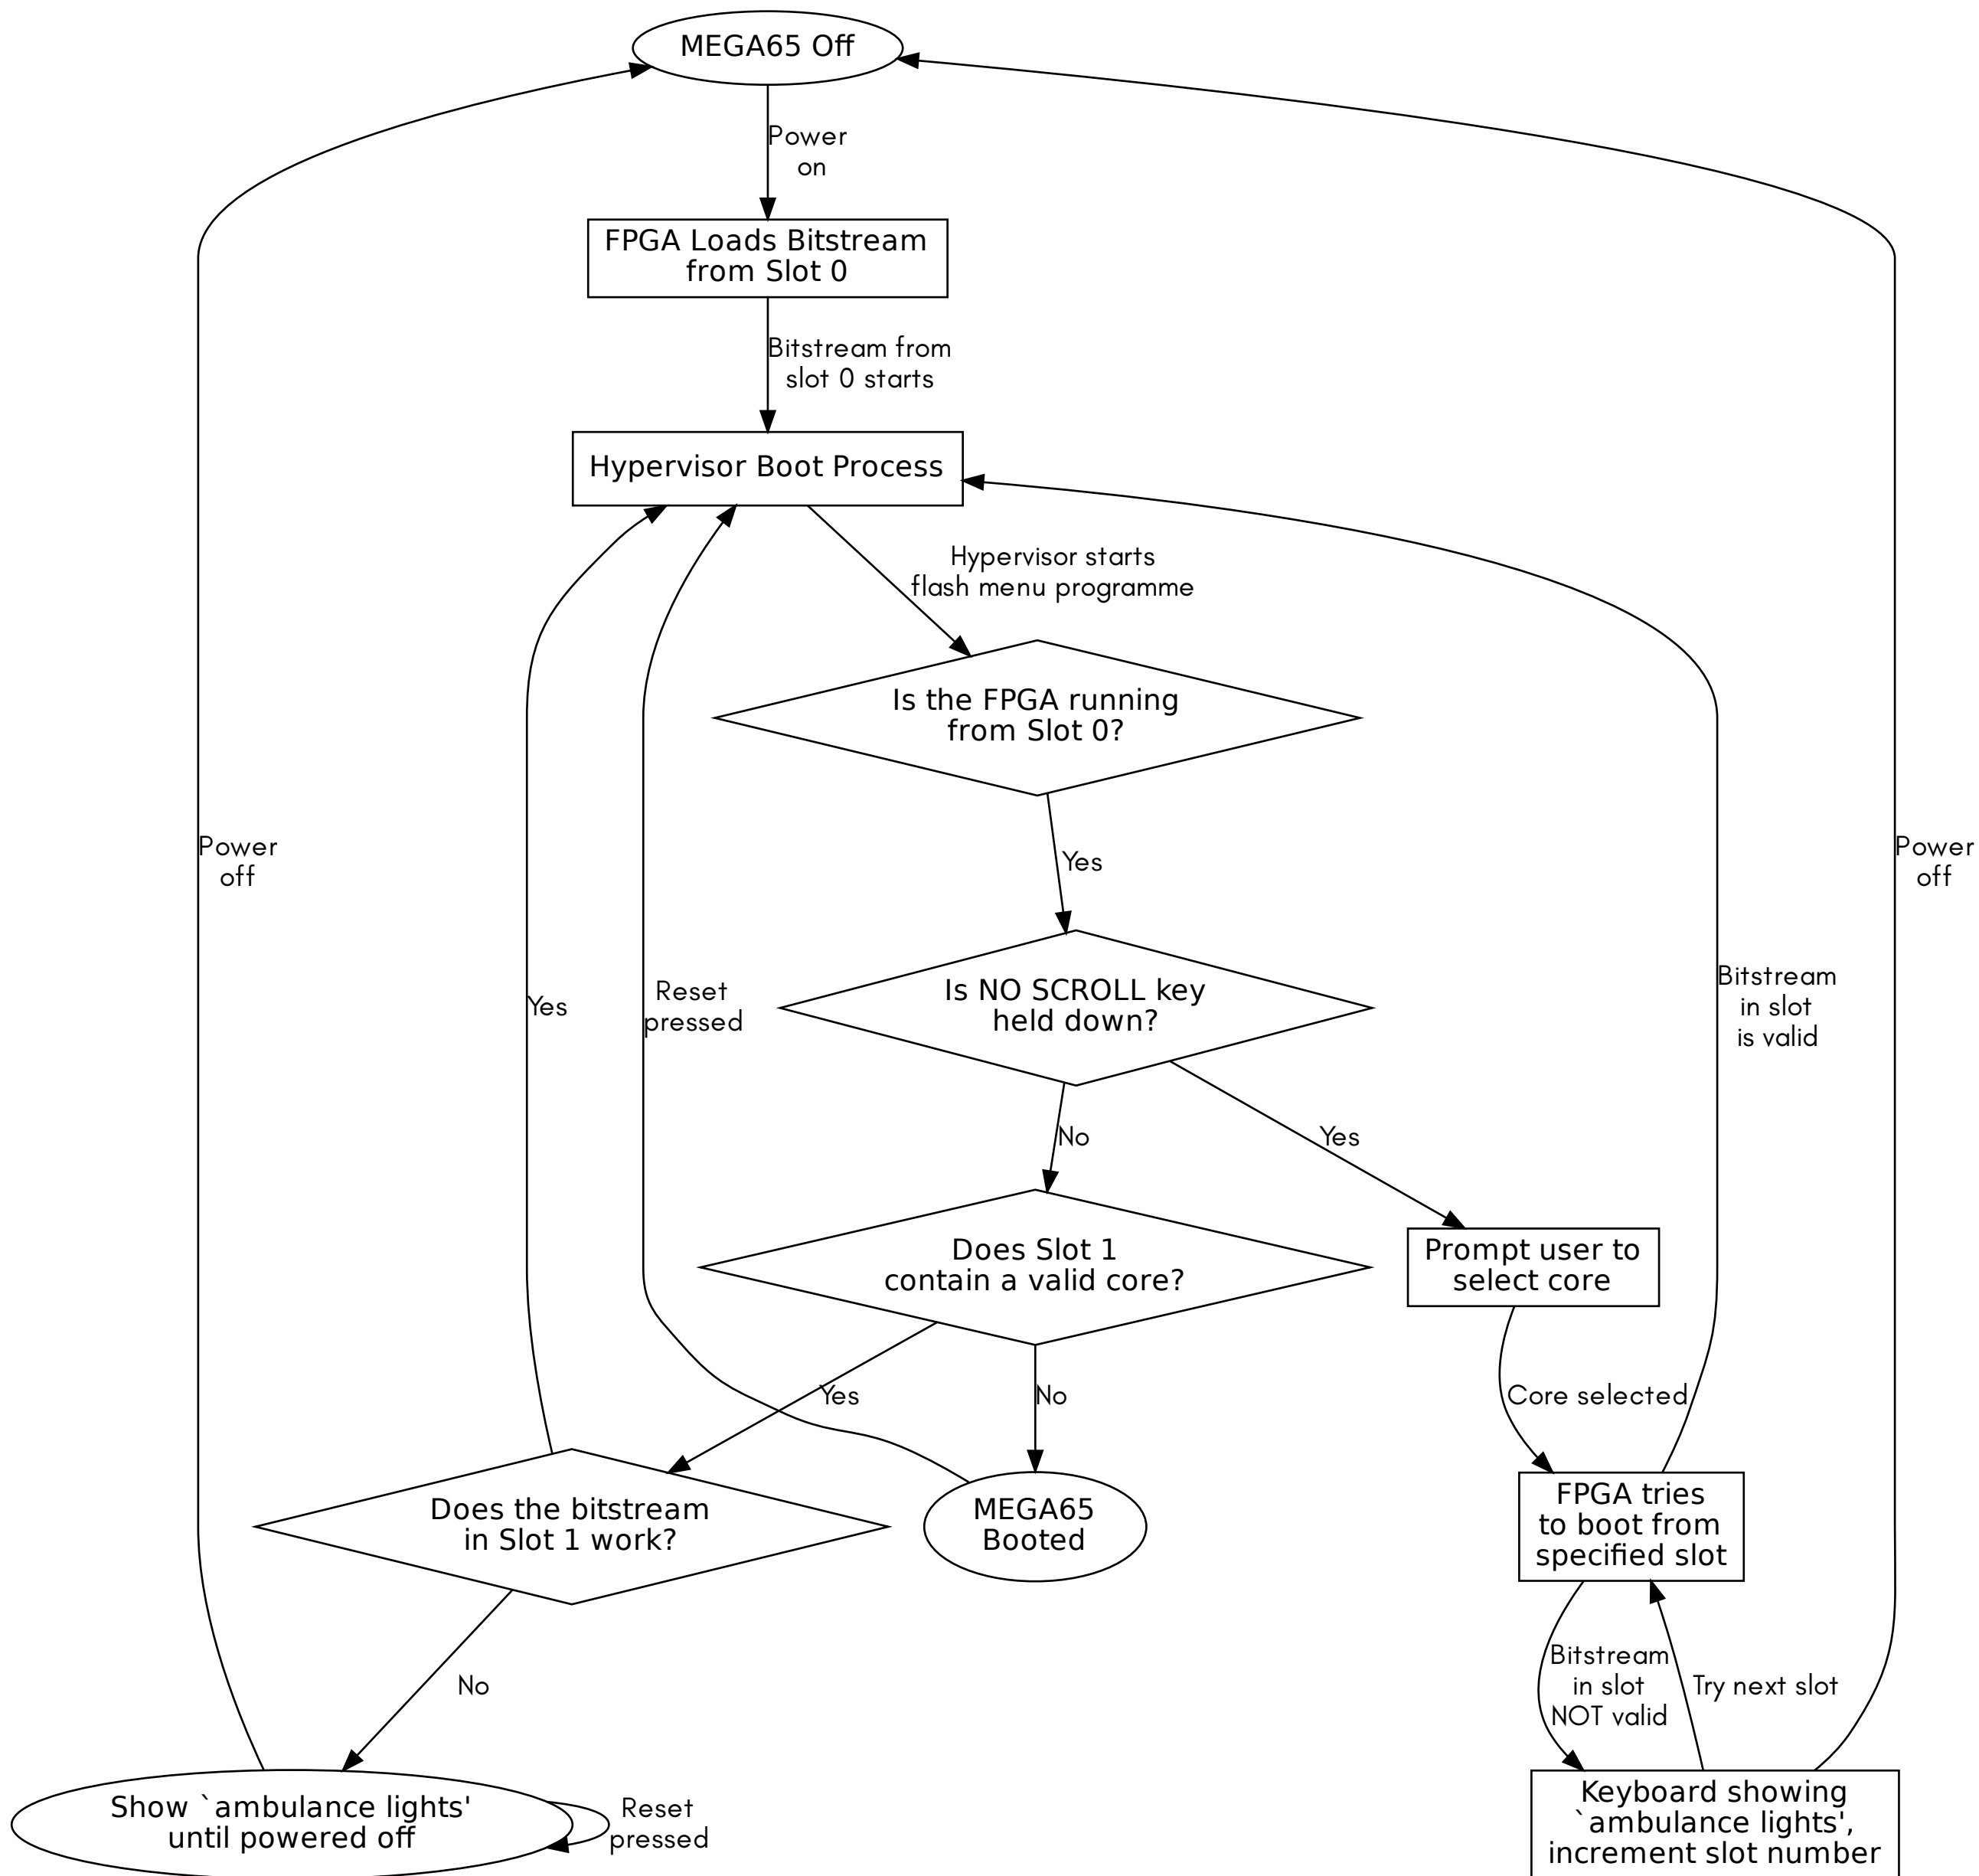 MEGA65 Off
Power
on
FPGA Loads Bitstream
from Slot 0
Bitstream from
slot 0 starts
Hypervisor Boot Process
Hypervisor starts
flash menu programme
Is the FPGA running
from Slot 0?
Power
off
Yes
Power
off
Is NO SCROLL key
held down?
Yes
Reset
pressed
Bitstream
in slot
is valid
No
Yes
Does Slot 1
contain a valid core?
Prompt user to
select core
Yes
No
Core selected
Does the bitstream
in Slot 1 work?
MEGA65
Booted
FPGA tries
to boot from
specified slot
No
Bitstream
in slot
NOT valid
Try next slot
Show `ambulance lights'
until powered off
Reset
pressed
Keyboard showing
`ambulance lights',
increment slot number